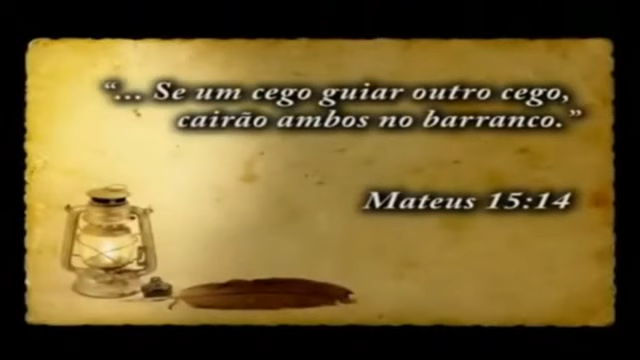 “... Se um cego guiar outro cego,
cairão ambos no barranco.”
Mateus 15:14